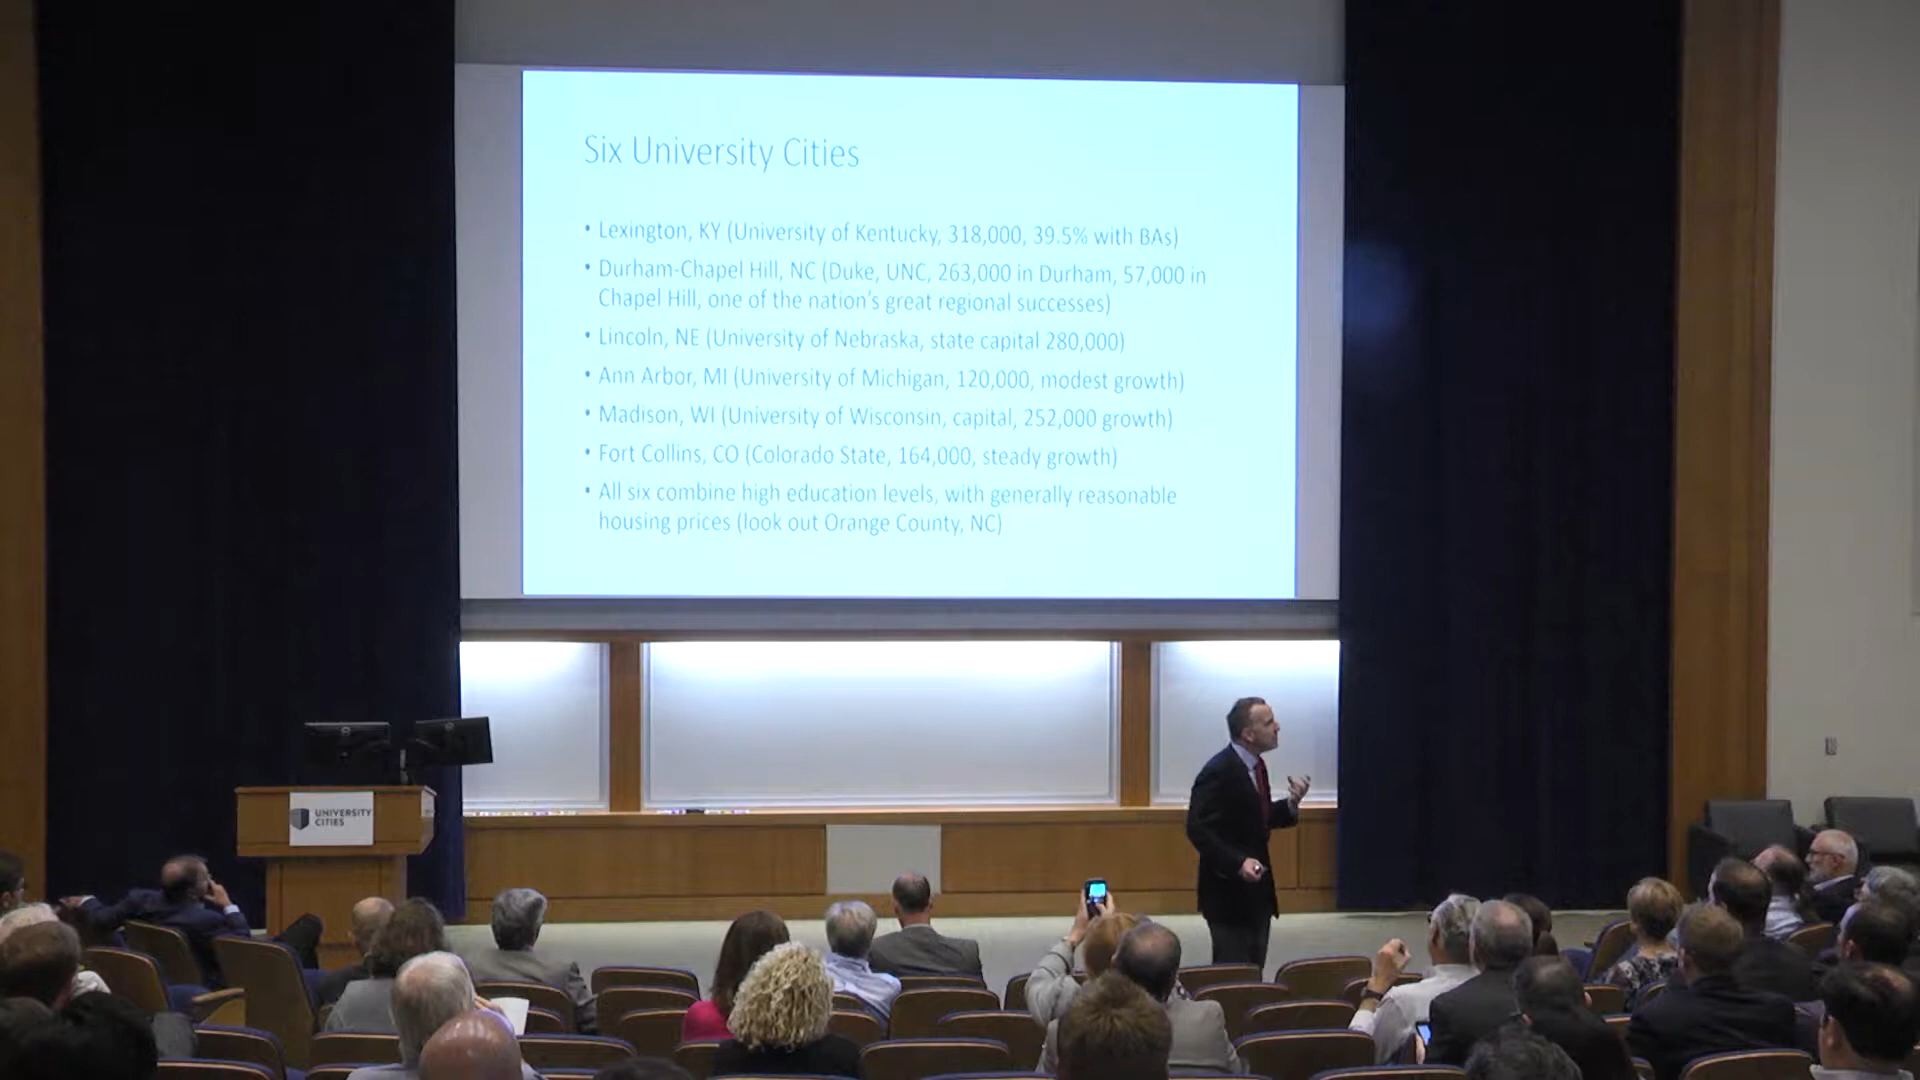 Six University Cities
• Lexington, KY (University of Kentucky, 318,000, 39.5% with BAs)
• Durham-Chapel Hill, NC (Duke, UNC, 263,000 in Durham, 57,000 in
Chapel Hill, one of the nation's great regional successes)
• Lincoln, NE (University of Nebraska, state capital 280,000)
• Ann Arbor, MI (University of Michigan, 120,000, modest growth)
• Madison, WI (University of Wisconsin, capital, 252,000 growth)
• Fort Collins, CO (Colorado State, 164,000, steady growth)
• All six combine high education levels, with generally reasonable
housing prices (look out Orange County, NC)
UNIVERSITY
CITIES